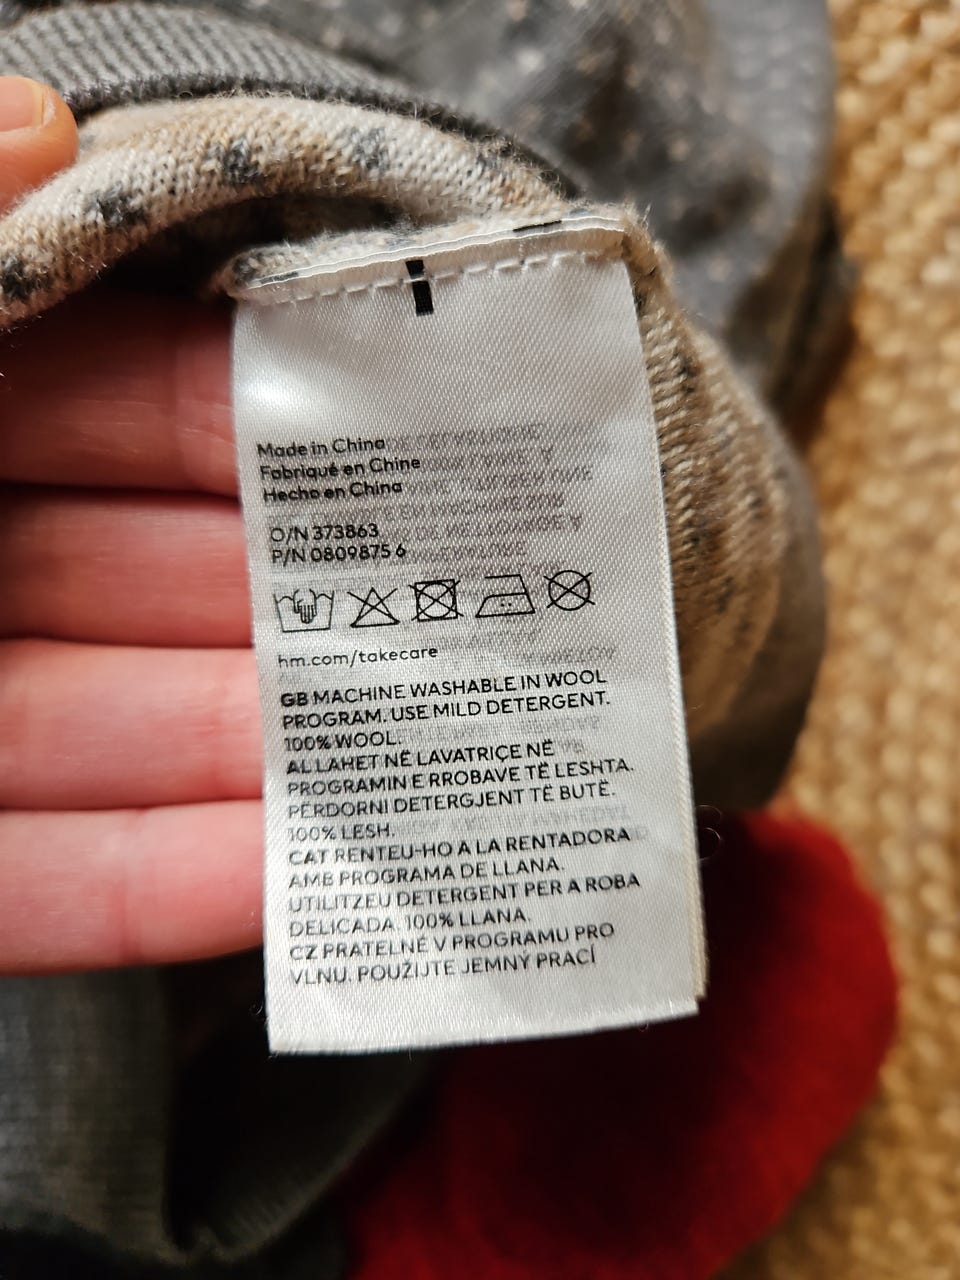 Made in China
Fabriqué en Chine
Hecho en China
O/N 373863
P/N 0809875 6
hm.com/takecare
GB MACHINE WASHABLE IN WOOL
PROGRAM. USE MILD DETERGENT.
100% WOOL.
AL LAHET NË LAVATRIÇE NË
PROGRAMIN E RROBAVE TË LESHTA.
PËRDORNI DETERGJENT TË BUTË.
100% LESH.
CAT RENTEU-HO A LA RENTADORA
AMB PROGRAMA DE LLANA.
UTILITZEU DETERGENT PER A ROBA
DELICADA. 100% LLANA.
CZ PRATELNÉ V PROGRAMU PRO
VLNU. POUŽIJTE JEMNÝ PRACÍ